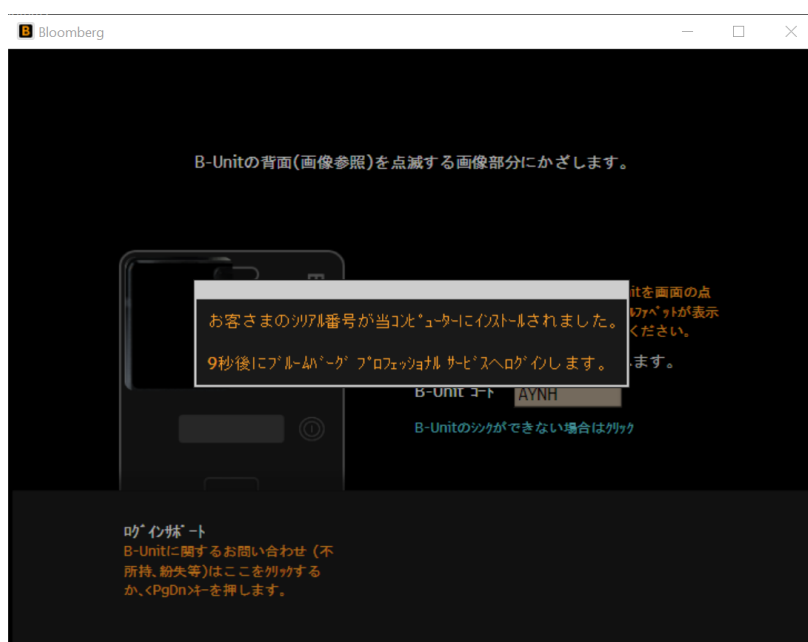 B Bloomberg
B-Unitの背面(画像参照)を点滅する画像部分にかざします。
itを画面の点
ﾙﾌｧﾍﾞｯﾄが表示
ください。
ます。
お客さまのｼﾘｱﾙ番号が当ｺﾝﾋﾟｭｰﾀｰにｲﾝｽﾄｰﾙされました。
9秒後にﾌﾞﾙｰﾑﾊﾞｰｸﾞ ﾌﾟﾛﾌｪｯｼｮﾅﾙ ｻｰﾋﾞｽへﾛｸﾞｲﾝします。
B-Unit ｺｰﾄ AYNH
B-Unitのｼﾝｸができない場合はｸﾘｯｸ
ﾛｸﾞｲﾝｻﾎﾟｰﾄ
B-Unitに関するお問い合わせ (不
所持､紛失等)はここをｸﾘｯｸする
か､<PgDn>ｷｰを押します。